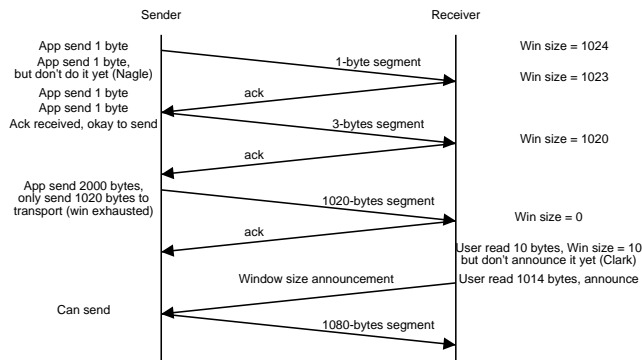 Sender
Receiver
App send 1 byte
Win size = 1024
App send 1 byte,
but don't do it yet (Nagle)
1-byte segment
Win size = 1023
App send 1 byte
ack
App send 1 byte
Ack received, okay to send
3-bytes segment
Win size = 1020
ack
App send 2000 bytes,
only send 1020 bytes to
transport (win exhausted)
1020-bytes segment
Win size = 0
ack
User read 10 bytes, Win size = 10
but don't announce it yet (Clark)
Window size announcement
User read 1014 bytes, announce
Can send
1080-bytes segment